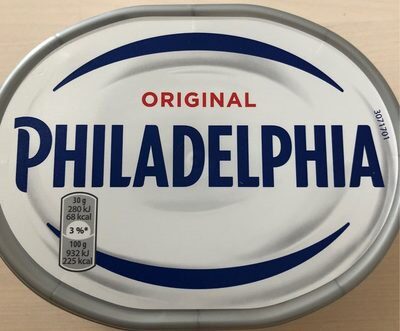 ORIGINAL
PHILADELPHIA
3071701
30 g
280 kJ
68 kcal
3 %*
100 g
932 kJ
225 kcal